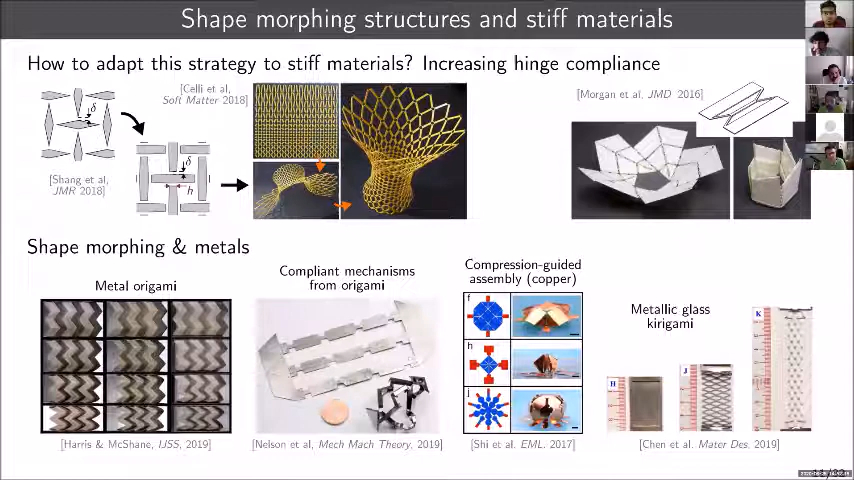 Shape morphing structures and stiff materials
How to adapt this strategy to stiff materials? Increasing hinge compliance
[Celli et al,
Soft Matter 2018]
[Morgan et al, JMD 2016]
δ
[Shang et al,
JMR 2018]
δ
h
Shape morphing & metals
Metal origami
Compliant mechanisms
from origami
Compression-guided
assembly (copper)
Metallic glass
kirigami
f
h
j
H
J
K
[Harris & McShane, IJSS, 2019]
[Nelson et al, Mech Mach Theory, 2019]
[Shi et al. EML. 2017]
[Chen et al. Mater Des, 2019]